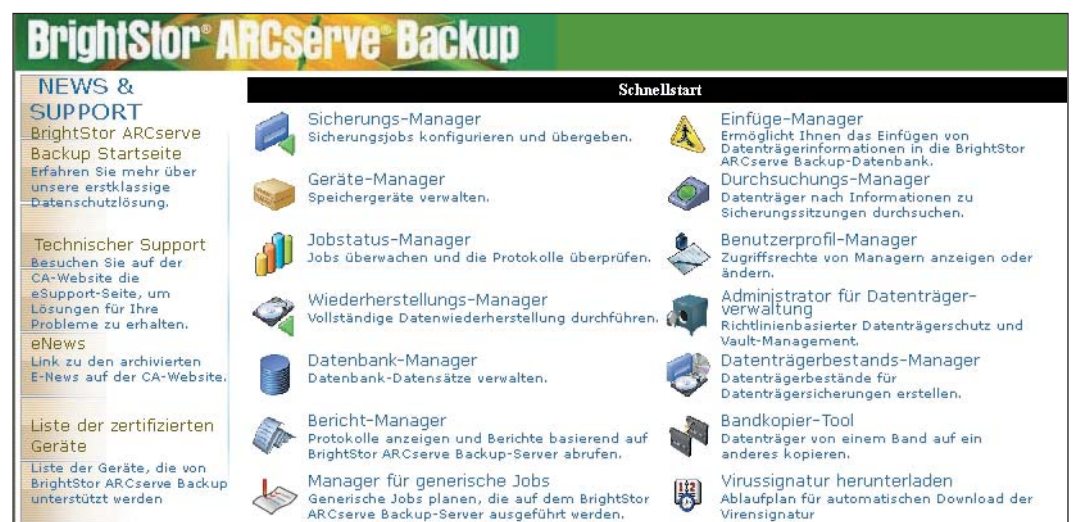 BrightStor® ARCserve® Backup
NEWS &
SUPPORT
BrightStor ARCserve
Backup Startseite
Erfahren Sie mehr über
unsere erstklassige
Datenschutzlösung.
Technischer Support
Besuchen Sie auf der
CA-Website die
eSupport-Seite, um
Lösungen für Ihre
Probleme zu erhalten.
eNews
Link zu den archivierten
E-News auf der CA-Website.
Liste der zertifizierten
Geräte
Liste der Geräte, die von
BrightStor ARCserve Backup
unterstützt werden
Schnellstart
Sicherungs-Manager
Sicherungsjobs konfigurieren und übergeben.
Geräte-Manager
Speichergeräte verwalten.
Jobstatus-Manager
Jobs überwachen und die Protokolle überprüfen.
Wiederherstellungs-Manager
Vollständige Datenwiederherstellung durchführen.
Datenbank-Manager
Datenbank-Datensätze verwalten.
Bericht-Manager
Protokolle anzeigen und Berichte basierend auf
BrightStor ARCserve Backup-Server abrufen.
Manager für generische Jobs
Generische Jobs planen, die auf dem BrightStor
ARCserve Backup-Server ausgeführt werden.
Einfüge-Manager
Ermöglicht Ihnen das Einfügen von
Datenträgerinformationen in die BrightStor
ARCserve Backup-Datenbank.
Durchsuchungs-Manager
Datenträger nach Informationen zu
Sicherungssitzungen durchsuchen.
Benutzerprofil-Manager
Zugriffsrechte von Managern anzeigen oder
ändern.
Administrator für Datenträger-
verwaltung
Richtlinienbasierter Datenträgerschutz und
Vault-Management.
Datenträgerbestands-Manager
Datenträgerbestände für
Datenträgersicherungen erstellen.
Bandkopier-Tool
Datenträger von einem Band auf ein
anderes kopieren.
Virussignatur herunterladen
Ablaufplan für automatischen Download der
Virensignatur